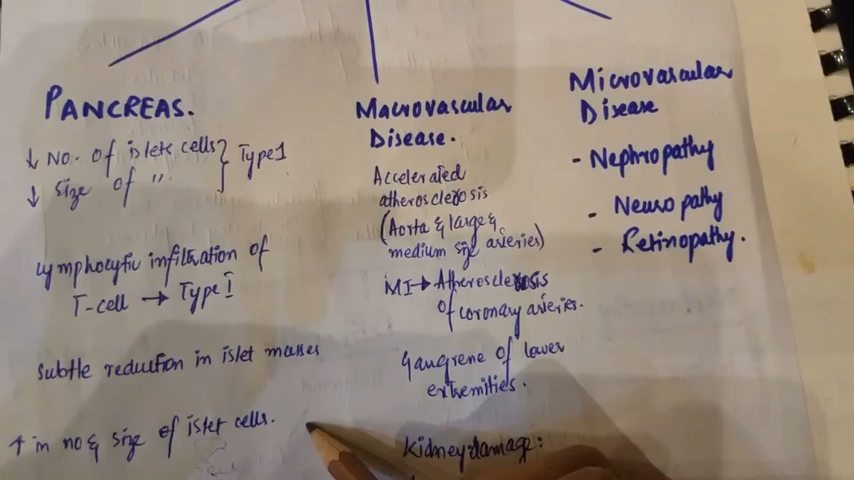 PANCREAS.
↓ No. of islets cells } Type 1
↓ Size of "
Lymphocytic infiltration of
T-cell → Type I
Subtle reduction in islet masses
↑ in no & size of islet cells.
Macrovascular
Disease.
Accelerated
atherosclerosis
(Aorta & large &
medium size arteries)
MI → Atherosclerosis
of coronary arteries.
Gangrene of lower
extremities.
Kidney damage:
Microvascular
Disease
- Nephropathy
- Neuropathy
- Retinopathy.